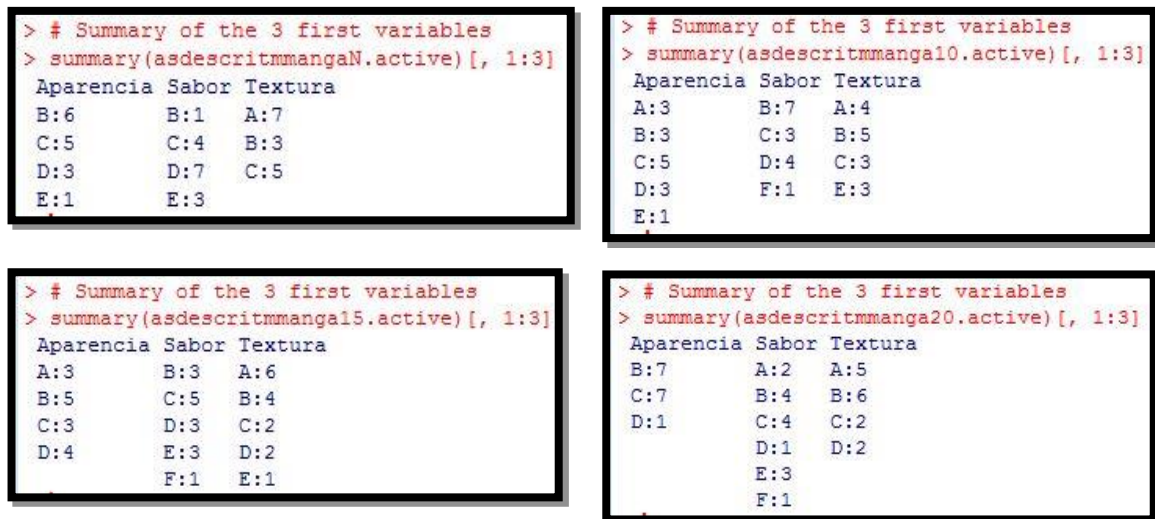 > # Summary of the 3 first variables
> summary(asdescritmmangaN.active)[, 1:3]
Aparencia Sabor Textura
B:6 B:1 A:7
C:5 C:4 B:3
D:3 D:7 C:5
E:1 E:3
> # Summary of the 3 first variables
> summary(asdescritmmanga10.active)[, 1:3]
Aparencia Sabor Textura
A:3 B:7 A:4
B:3 C:3 B:5
C:5 D:4 C:3
D:3 F:1 E:3
E:1
> # Summary of the 3 first variables
> summary(asdescritmmanga15.active)[, 1:3]
Aparencia Sabor Textura
A:3 B:3 A:6
B:5 C:5 B:4
C:3 D:3 C:2
D:4 E:3 D:2
F:1 E:1
> # Summary of the 3 first variables
> summary(asdescritmmanga20.active)[, 1:3]
Aparencia Sabor Textura
B:7 A:2 A:5
C:7 B:4 B:6
D:1 C:4 C:2
D:1 D:2
E:3
F:1